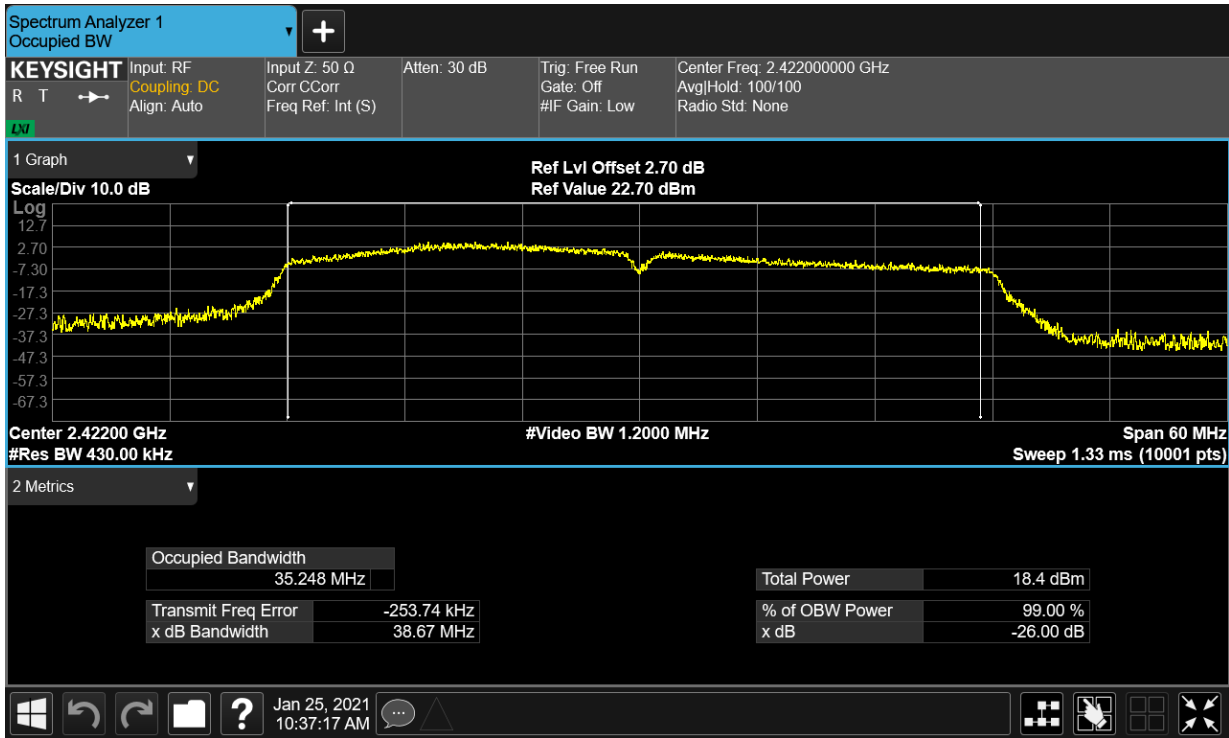 Spectrum Analyzer 1
Occupied BW
KEYSIGHT
R T
LXI
Input: RF
Coupling: DC
Align: Auto
Input Z: 50 Ω
Corr CCorr
Freq Ref: Int (S)
Atten: 30 dB
Trig: Free Run
Gate: Off
#IF Gain: Low
Center Freq: 2.422000000 GHz
Avg|Hold: 100/100
Radio Std: None
1 Graph
Ref Lvl Offset 2.70 dB
Scale/Div 10.0 dB
Ref Value 22.70 dBm
Log
12.7
2.70
-7.30
-17.3
-27.3
-37.3
-47.3
-57.3
-67.3
Center 2.42200 GHz
#Video BW 1.2000 MHz
Span 60 MHz
#Res BW 430.00 kHz
Sweep 1.33 ms (10001 pts)
2 Metrics
Occupied Bandwidth
35.248 MHz
Transmit Freq Error -253.74 kHz
x dB Bandwidth 38.67 MHz
Total Power 18.4 dBm
% of OBW Power 99.00 %
x dB -26.00 dB
?
Jan 25, 2021
10:37:17 AM